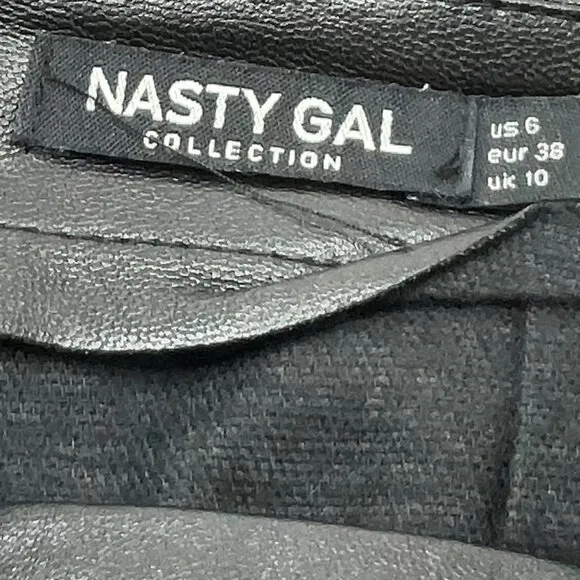 NASTY GAL
COLLECTION
us 6
eur 38
uk 10